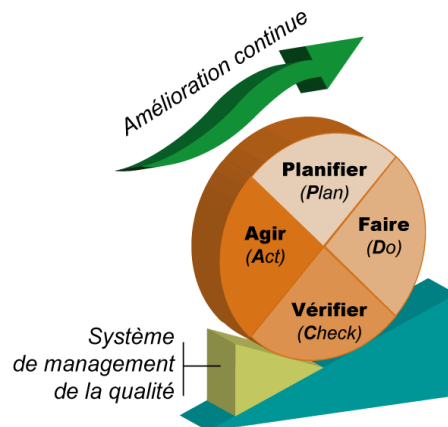 Amélioration continue
Planifier
(Plan)
Agir
(Act)
Faire
(Do)
Vérifier
(Check)
Système
de management
de la qualité